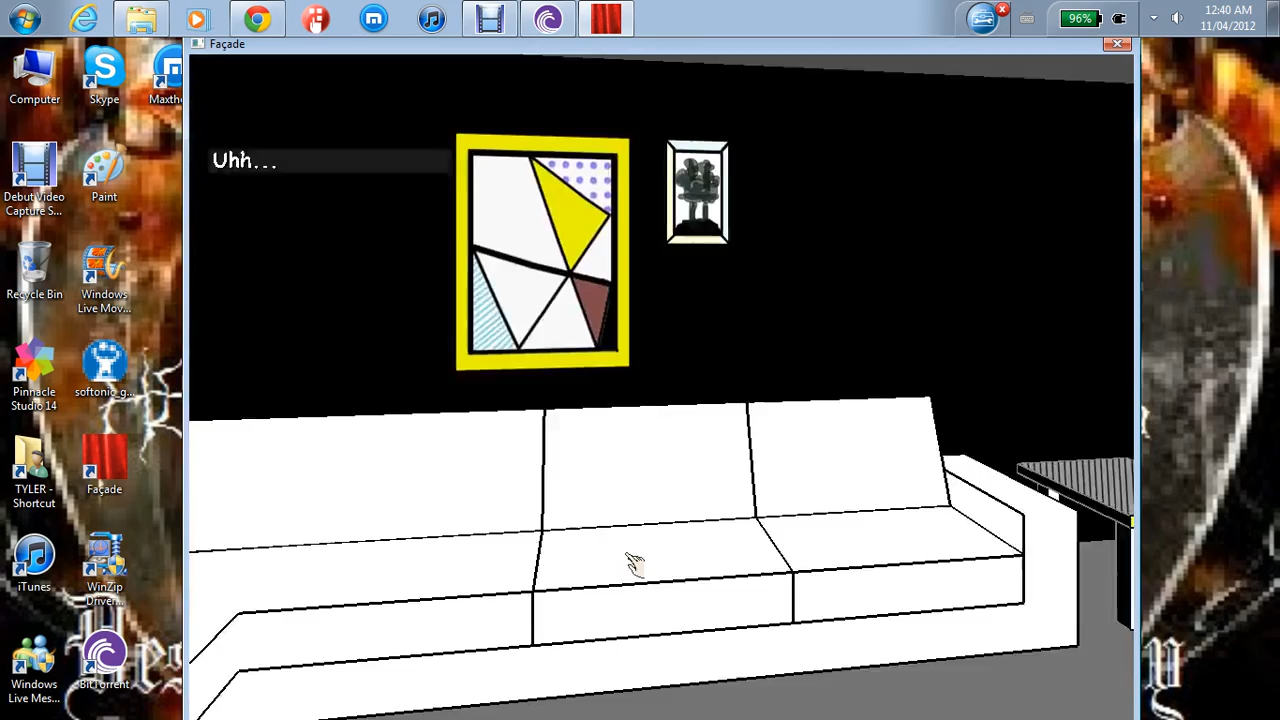 96%
12:40 AM
11/04/2012
Façade
Computer
Skype
Maxtho
Uhh...
Debut Video
Capture S...
Paint
Recycle Bin
Windows
Live Mov...
Pinnacle
Studio 14
softonic_g...
TYLER -
Shortcut
Façade
iTunes
WinZip
Driver...
Windows
Live Mes...
BitTorrent